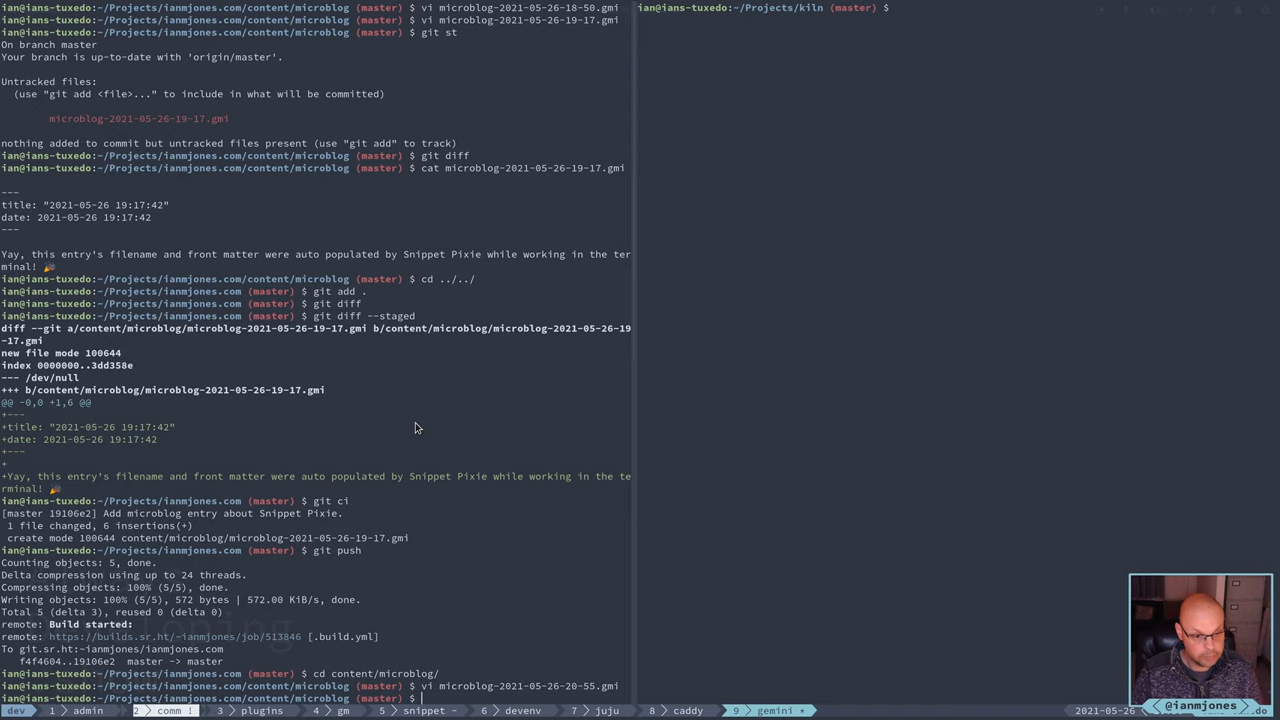 ian@ians-tuxedo:~/Projects/ianmjones.com/content/microblog (master) $ vi microblog-2021-05-26-18-50.gmi
ian@ians-tuxedo:~/Projects/ianmjones.com/content/microblog (master) $ vi microblog-2021-05-26-19-17.gmi
ian@ians-tuxedo:~/Projects/ianmjones.com/content/microblog (master) $ git st
On branch master
Your branch is up-to-date with 'origin/master'.
Untracked files:
(use "git add <file>..." to include in what will be committed)
microblog-2021-05-26-19-17.gmi
nothing added to commit but untracked files present (use "git add" to track)
ian@ians-tuxedo:~/Projects/ianmjones.com/content/microblog (master) $ git diff
ian@ians-tuxedo:~/Projects/ianmjones.com/content/microblog (master) $ cat microblog-2021-05-26-19-17.gmi
---
title: "2021-05-26 19:17:42"
date: 2021-05-26 19:17:42
---
Yay, this entry's filename and front matter were auto populated by Snippet Pixie while working in the ter
minal! 🎉
ian@ians-tuxedo:~/Projects/ianmjones.com/content/microblog (master) $ cd ../../
ian@ians-tuxedo:~/Projects/ianmjones.com (master) $ git add .
ian@ians-tuxedo:~/Projects/ianmjones.com (master) $ git diff
ian@ians-tuxedo:~/Projects/ianmjones.com (master) $ git diff --staged
diff --git a/content/microblog/microblog-2021-05-26-19-17.gmi b/content/microblog/microblog-2021-05-26-19
-17.gmi
new file mode 100644
index 0000000..3dd358e
--- /dev/null
+++ b/content/microblog/microblog-2021-05-26-19-17.gmi
@@ -0,0 +1,6 @@
+---
+title: "2021-05-26 19:17:42"
+date: 2021-05-26 19:17:42
+---
+
+Yay, this entry's filename and front matter were auto populated by Snippet Pixie while working in the te
rminal! 🎉
ian@ians-tuxedo:~/Projects/ianmjones.com (master) $ git ci
[master 19106e2] Add microblog entry about Snippet Pixie.
1 file changed, 6 insertions(+)
create mode 100644 content/microblog/microblog-2021-05-26-19-17.gmi
ian@ians-tuxedo:~/Projects/ianmjones.com (master) $ git push
Counting objects: 5, done.
Delta compression using up to 24 threads.
Compressing objects: 100% (5/5), done.
Writing objects: 100% (5/5), 572 bytes | 572.00 KiB/s, done.
Total 5 (delta 3), reused 0 (delta 0)
remote: Build started:
remote: https://builds.sr.ht/~ianmjones/job/513846 [.build.yml]
To git.sr.ht:~ianmjones/ianmjones.com
f4f4604..19106e2 master -> master
ian@ians-tuxedo:~/Projects/ianmjones.com (master) $ cd content/microblog/
ian@ians-tuxedo:~/Projects/ianmjones.com/content/microblog (master) $ vi microblog-2021-05-26-20-55.gmi
ian@ians-tuxedo:~/Projects/ianmjones.com/content/microblog (master) $
ian@ians-tuxedo:~/Projects/kiln (master) $
@ianmjones
dev 1 admin 2 comm ! 3 plugins 4 gm 5 snippet - 6 devenv 7 juju 8 caddy 9 gemini * 2021-05-26